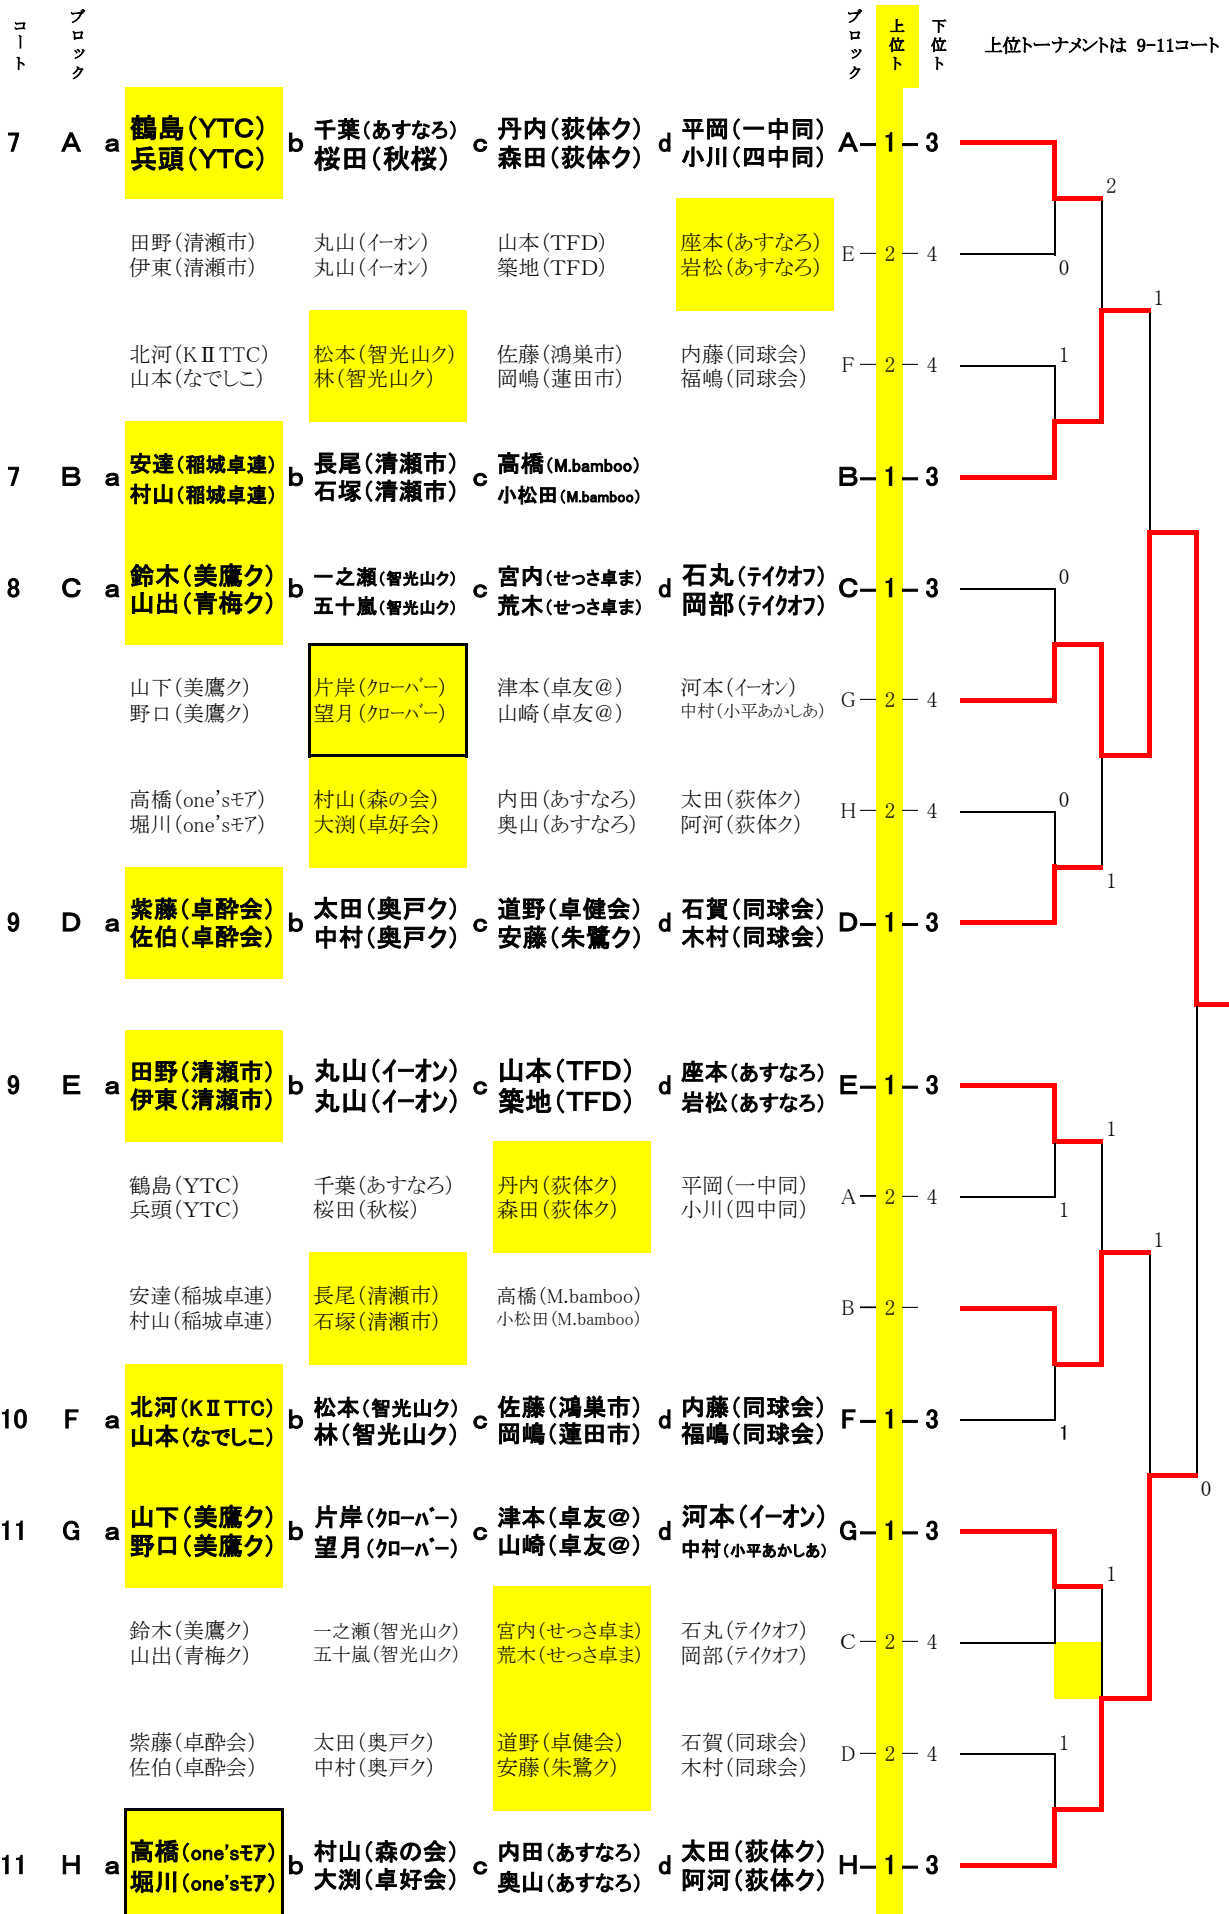 コート ブロック ブロック 上位ト 下位ト 上位トーナメントは 9-11コート
7 A a 鶴島(YTC) b 千葉(あすなろ) c 丹内(荻体ク) d 平岡(一中同) A 1 3
兵頭(YTC) 桜田(秋桜) 森田(荻体ク) 小川(四中同)
2
田野(清瀬市) 丸山(イーオン) 山本(TFD) 座本(あすなろ) E 2 4
伊東(清瀬市) 丸山(イーオン) 築地(TFD) 岩松(あすなろ)
0
1
北河(KⅡTTC) 松本(智光山ク) 佐藤(鴻巣市) 内藤(同球会) F 2 4 1
山本(なでしこ) 林(智光山ク) 岡嶋(蓮田市) 福嶋(同球会)
7 B a 安達(稲城卓連) b 長尾(清瀬市) c 高橋(M.bamboo) B 1 3
村山(稲城卓連) 石塚(清瀬市) 小松田(M.bamboo)
8 C a 鈴木(美鷹ク) b 一之瀬(智光山ク) c 宮内(せっさ卓ま) d 石丸(テイクオフ) C 1 3 0
山出(青梅ク) 五十嵐(智光山ク) 荒木(せっさ卓ま) 岡部(テイクオフ)
山下(美鷹ク) 片岸(クローバー) 津本(卓友@) 河本(イーオン) G 2 4
野口(美鷹ク) 望月(クローバー) 山崎(卓友@) 中村(小平あかしあ)
高橋(one'sモア) 村山(森の会) 内田(あすなろ) 太田(荻体ク) H 2 4 0
堀川(one'sモア) 大渕(卓好会) 奥山(あすなろ) 阿河(荻体ク)
1
9 D a 紫藤(卓酔会) b 太田(奥戸ク) c 道野(卓健会) d 石賀(同球会) D 1 3
佐伯(卓酔会) 中村(奥戸ク) 安藤(朱鷺ク) 木村(同球会)
9 E a 田野(清瀬市) b 丸山(イーオン) c 山本(TFD) d 座本(あすなろ) E 1 3
伊東(清瀬市) 丸山(イーオン) 築地(TFD) 岩松(あすなろ)
1
鶴島(YTC) 千葉(あすなろ) 丹内(荻体ク) 平岡(一中同) A 2 4
兵頭(YTC) 桜田(秋桜) 森田(荻体ク) 小川(四中同) 1
1
安達(稲城卓連) 長尾(清瀬市) 高橋(M.bamboo) B 2
村山(稲城卓連) 石塚(清瀬市) 小松田(M.bamboo)
10 F a 北河(KⅡTTC) b 松本(智光山ク) c 佐藤(鴻巣市) d 内藤(同球会) F 1 3
山本(なでしこ) 林(智光山ク) 岡嶋(蓮田市) 福嶋(同球会) 1
0
11 G a 山下(美鷹ク) b 片岸(クローバー) c 津本(卓友@) d 河本(イーオン) G 1 3
野口(美鷹ク) 望月(クローバー) 山崎(卓友@) 中村(小平あかしあ)
1
鈴木(美鷹ク) 一之瀬(智光山ク) 宮内(せっさ卓ま) 石丸(テイクオフ) C 2 4
山出(青梅ク) 五十嵐(智光山ク) 荒木(せっさ卓ま) 岡部(テイクオフ)
紫藤(卓酔会) 太田(奥戸ク) 道野(卓健会) 石賀(同球会) D 2 4 1
佐伯(卓酔会) 中村(奥戸ク) 安藤(朱鷺ク) 木村(同球会)
11 H a 高橋(one'sモア) b 村山(森の会) c 内田(あすなろ) d 太田(荻体ク) H 1 3
堀川(one'sモア) 大渕(卓好会) 奥山(あすなろ) 阿河(荻体ク)